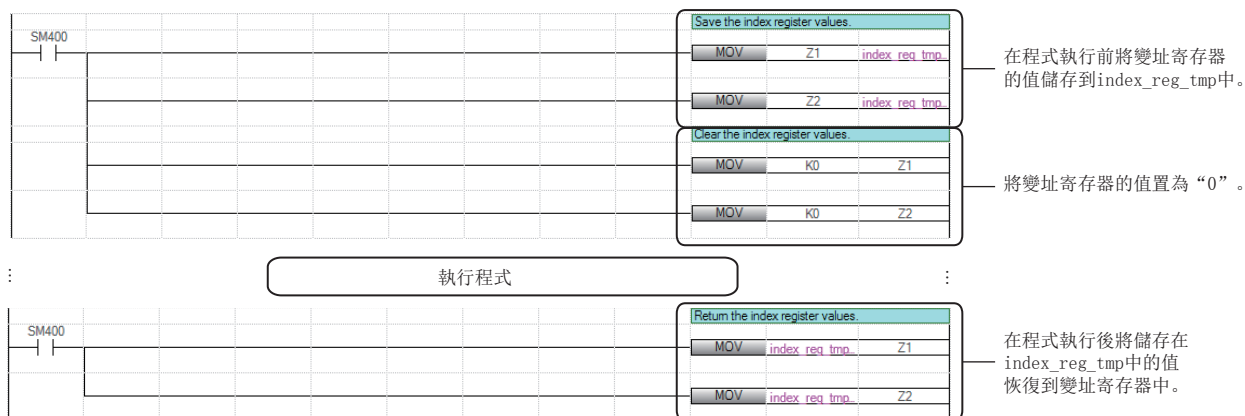 Save the index register values.
SM400
MOV Z1 index_reg_tmp..
在程式執行前將變址寄存器
的值儲存到index_reg_tmp中。
MOV Z2 index_reg_tmp..
Clear the index register values.
MOV K0 Z1
將變址寄存器的值置為“0”。
MOV K0 Z2
⋮ 執行程式 ⋮
Return the index register values.
SM400
MOV index_reg_tmp.. Z1
在程式執行後將儲存在
index_reg_tmp中的值
恢復到變址寄存器中。
MOV index_reg_tmp.. Z2